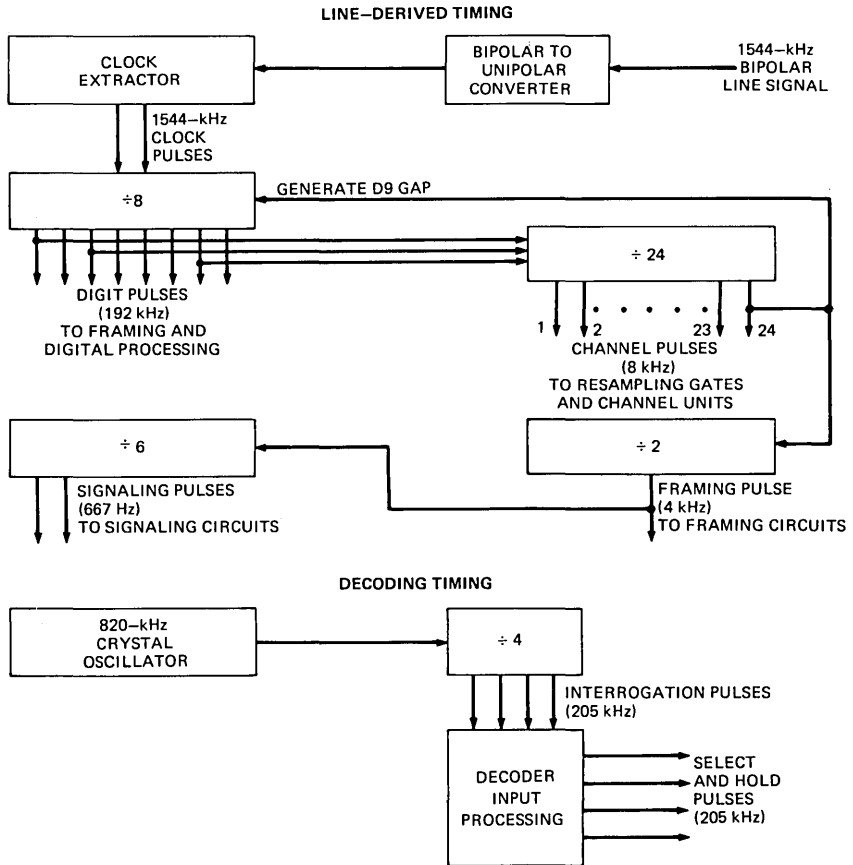 LINE–DERIVED TIMING
CLOCK
EXTRACTOR
BIPOLAR TO
UNIPOLAR
CONVERTER
1544–kHz
BIPOLAR
LINE SIGNAL
1544–kHz
CLOCK
PULSES
÷8
GENERATE D9 GAP
÷ 24
DIGIT PULSES
(192 kHz)
TO FRAMING AND
DIGITAL PROCESSING
1 2 . . . . . 23 24
CHANNEL PULSES
(8 kHz)
TO RESAMPLING GATES
AND CHANNEL UNITS
÷ 6
÷ 2
SIGNALING PULSES
(667 Hz)
TO SIGNALING CIRCUITS
FRAMING PULSE
(4 kHz)
TO FRAMING CIRCUITS
DECODING TIMING
820–kHz
CRYSTAL
OSCILLATOR
÷ 4
INTERROGATION PULSES
(205 kHz)
DECODER
INPUT
PROCESSING
SELECT
AND HOLD
PULSES
(205 kHz)